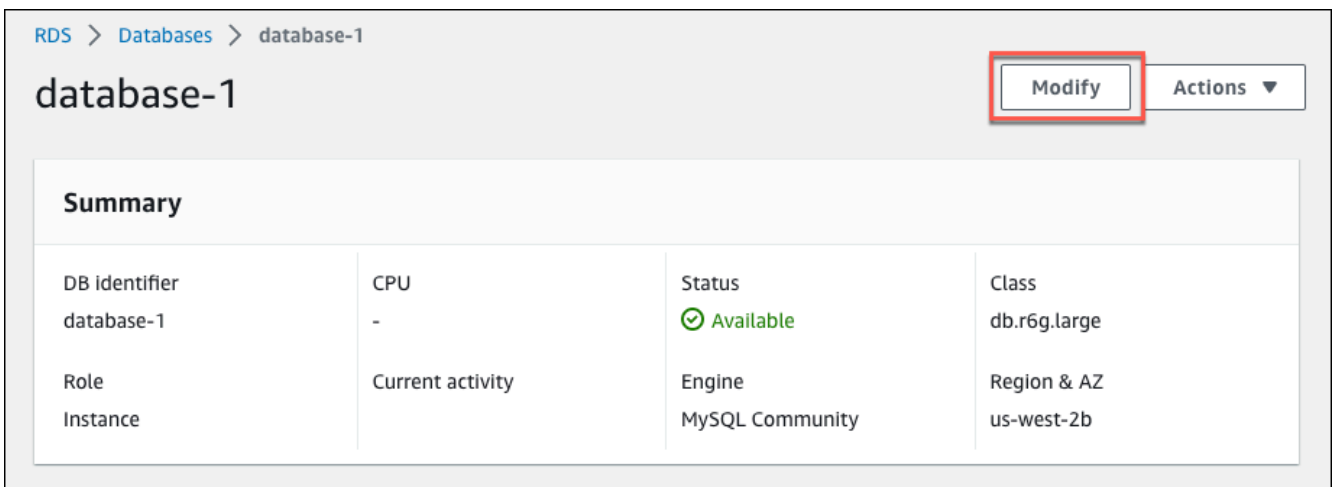 RDS > Databases > database-1
database-1
Modify
Actions ▼
Summary
DB identifier
database-1
CPU
-
Status
Available
Class
db.r6g.large
Role
Instance
Current activity
Engine
MySQL Community
Region & AZ
us-west-2b